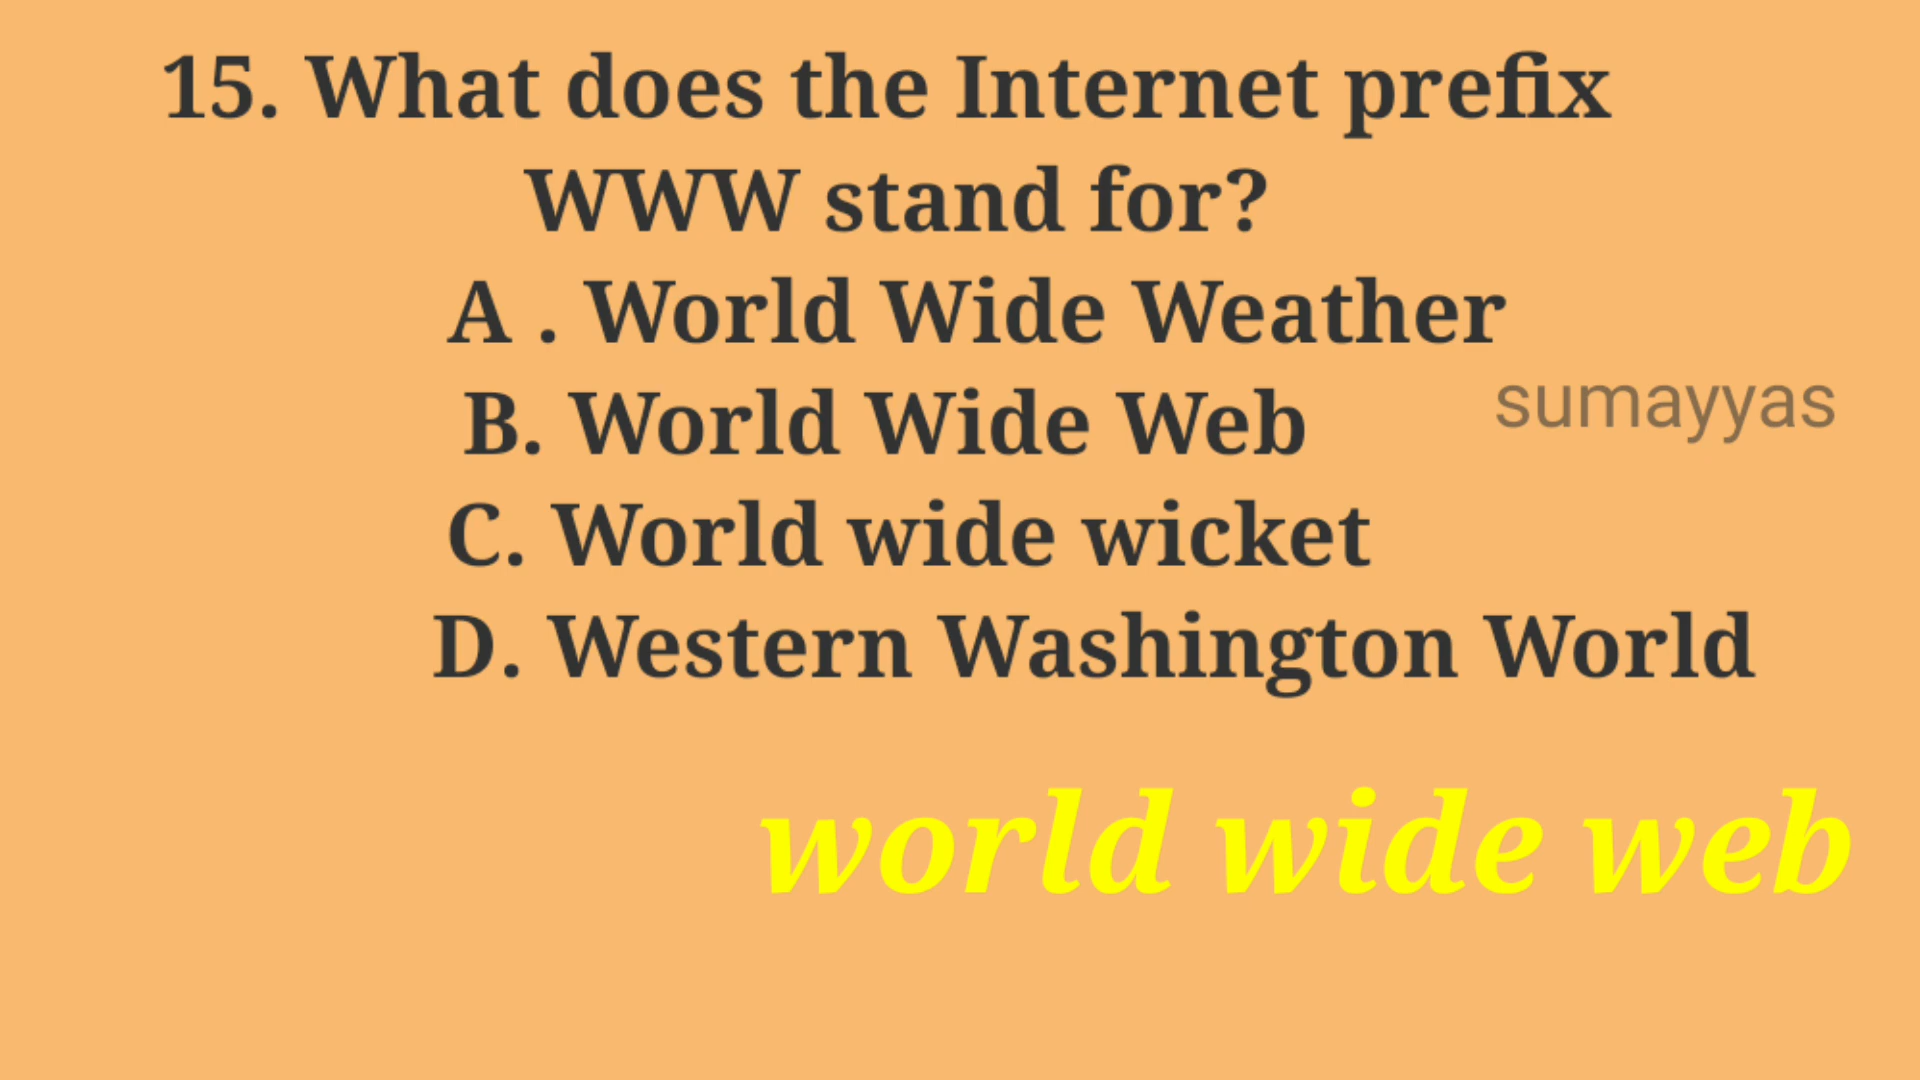 15. What does the Internet prefix
WWW stand for?
A . World Wide Weather
B. World Wide Web
sumayyas
C. World wide wicket
D. Western Washington World
world wide web